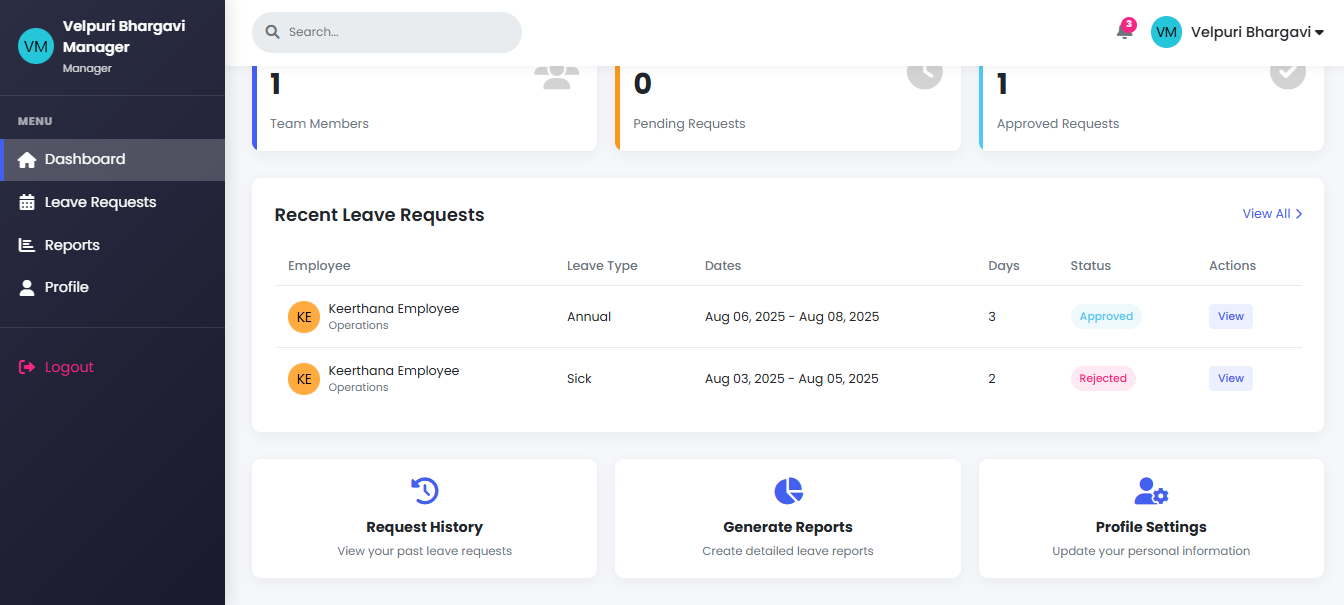 VM
Velpuri Bhargavi
Manager
Manager
MENU
Dashboard
Leave Requests
Reports
Profile
Logout
Search...
3
VM
Velpuri Bhargavi
1
Team Members
0
Pending Requests
1
Approved Requests
Recent Leave Requests
View All
Employee Leave Type Dates Days Status Actions
KE Keerthana Employee
Operations
Annual Aug 06, 2025 - Aug 08, 2025 3 Approved View
KE Keerthana Employee
Operations
Sick Aug 03, 2025 - Aug 05, 2025 2 Rejected View
Request History
View your past leave requests
Generate Reports
Create detailed leave reports
Profile Settings
Update your personal information